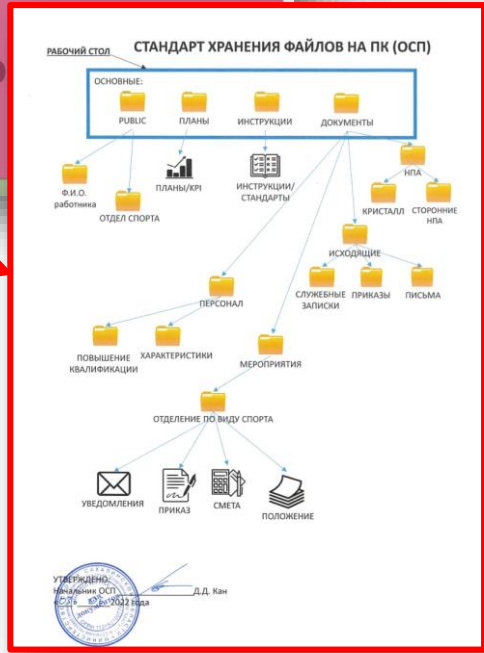 РАБОЧИЙ СТОЛ
СТАНДАРТ ХРАНЕНИЯ ФАЙЛОВ НА ПК (ОСП)
ОСНОВНЫЕ:
PUBLIC ПЛАНЫ ИНСТРУКЦИИ ДОКУМЕНТЫ
Ф.И.О.
работника
ОТДЕЛ СПОРТА
ПЛАНЫ/KPI
ИНСТРУКЦИИ/
СТАНДАРТЫ
НПА
КРИСТАЛЛ
СТОРОННИЕ
НПА
ИСХОДЯЩИЕ
СЛУЖЕБНЫЕ
ЗАПИСКИ
ПРИКАЗЫ
ПИСЬМА
ПЕРСОНАЛ
ПОВЫШЕНИЕ
КВАЛИФИКАЦИИ
ХАРАКТЕРИСТИКИ
МЕРОПРИЯТИЯ
ОТДЕЛЕНИЕ ПО ВИДУ СПОРТА
УВЕДОМЛЕНИЯ
ПРИКАЗ
СМЕТА
ПОЛОЖЕНИЕ
УТВЕРЖДЕНО:
Начальник ОСП Д.Д. Кан
2022 года